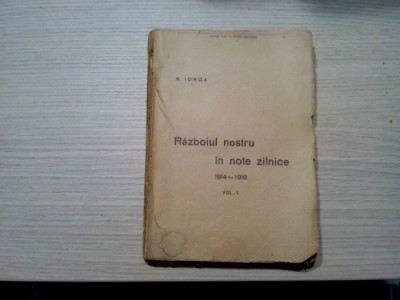 N. IORGA
Războiul nostru
în note zilnice
1914–1916
VOL. I.